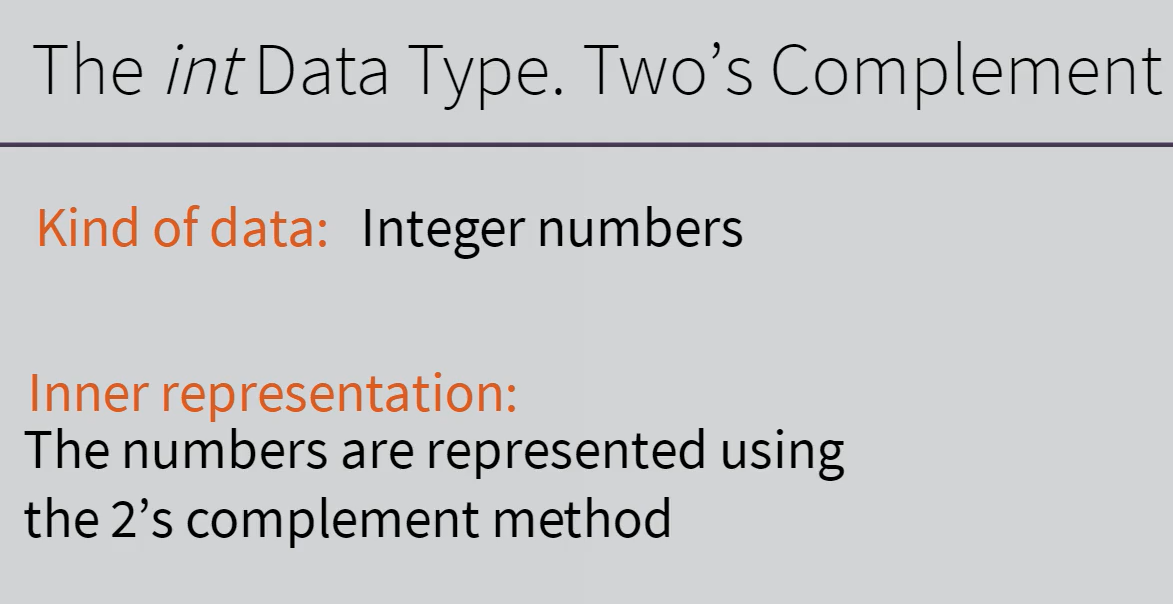 The int Data Type. Two’s Complement
Kind of data: Integer numbers
Inner representation:
The numbers are represented using
the 2’s complement method